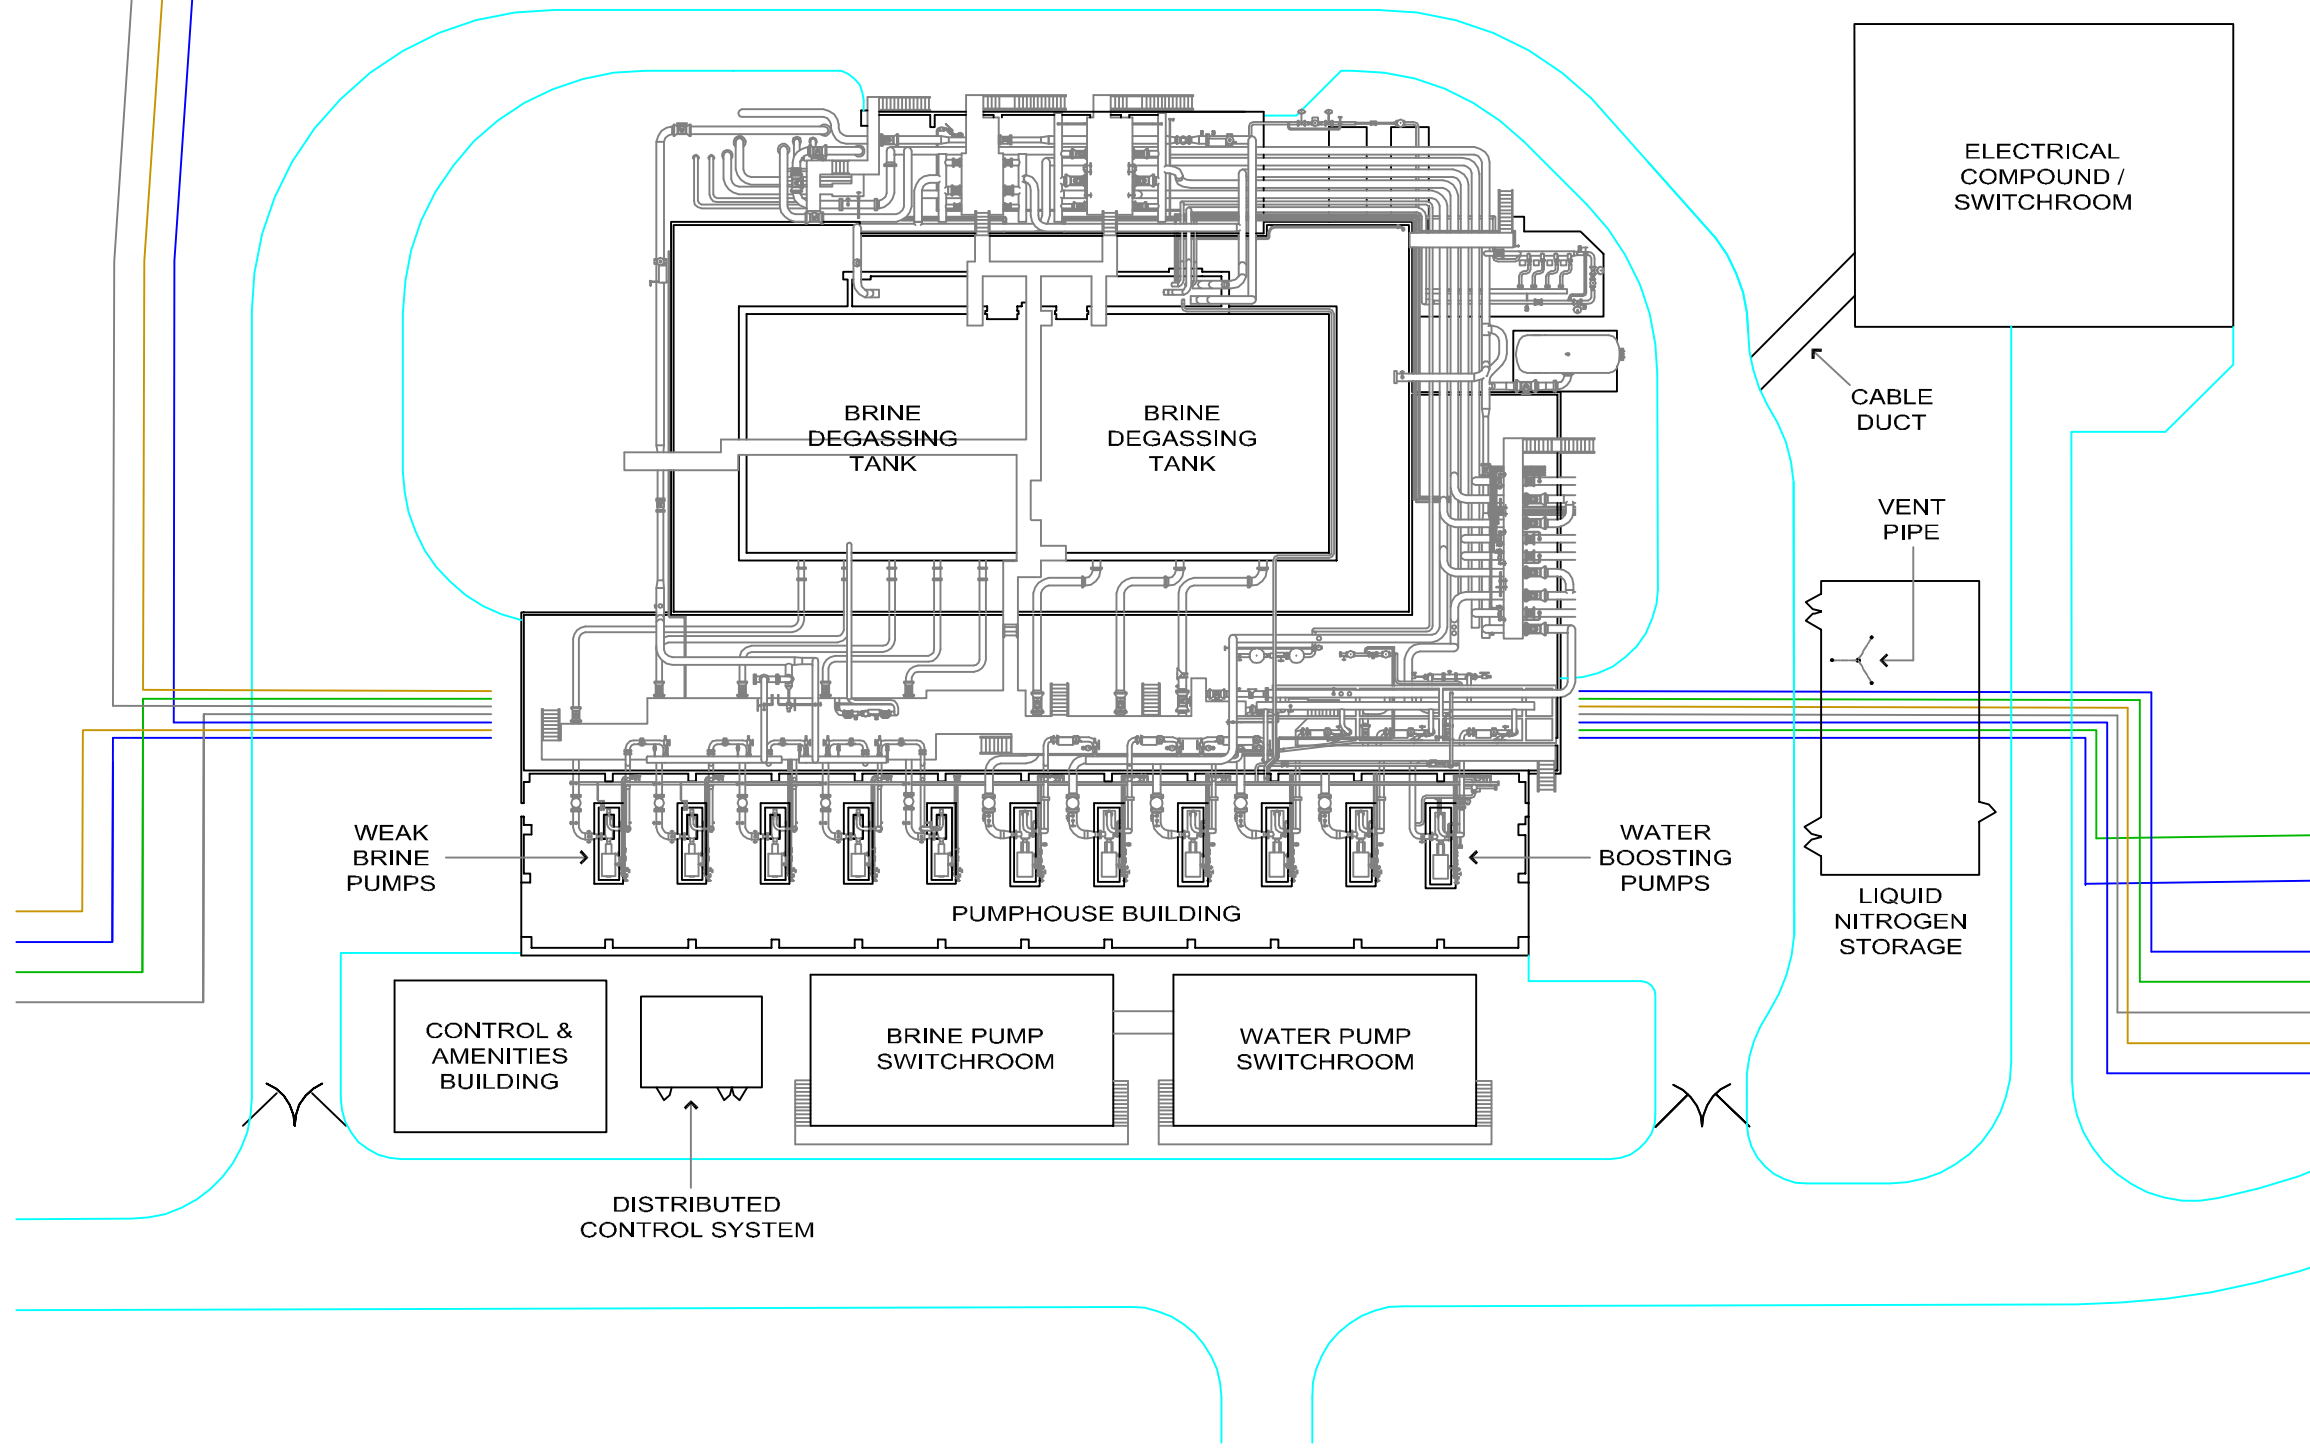 ELECTRICAL
COMPOUND /
SWITCHROOM
CABLE
DUCT
BRINE
DEGASSING
TANK
BRINE
DEGASSING
TANK
VENT
PIPE
WEAK
BRINE
PUMPS
WATER
BOOSTING
PUMPS
PUMPHOUSE BUILDING
LIQUID
NITROGEN
STORAGE
CONTROL &
AMENITIES
BUILDING
BRINE PUMP
SWITCHROOM
WATER PUMP
SWITCHROOM
DISTRIBUTED
CONTROL SYSTEM